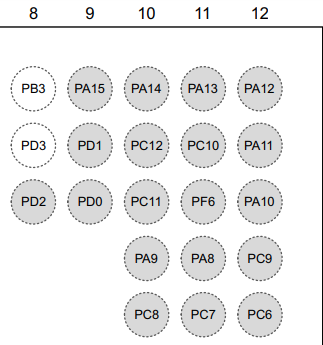 8 9 10 11 12
PB3 PA15 PA14 PA13 PA12
PD3 PD1 PC12 PC10 PA11
PD2 PD0 PC11 PF6 PA10
PA9 PA8 PC9
PC8 PC7 PC6